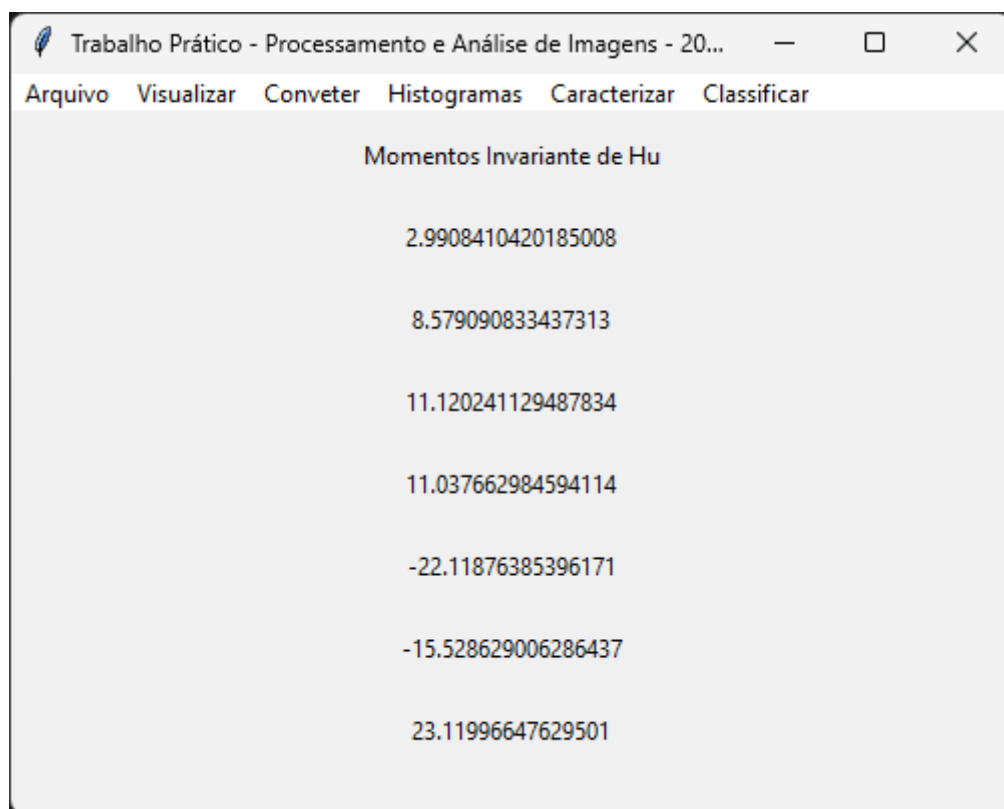 Trabalho Prático - Processamento e Análise de Imagens - 20...
Arquivo Visualizar Conveter Histogramas Caracterizar Classificar
Momentos Invariante de Hu
2.9908410420185008
8.579090833437313
11.120241129487834
11.037662984594114
-22.11876385396171
-15.528629006286437
23.11996647629501